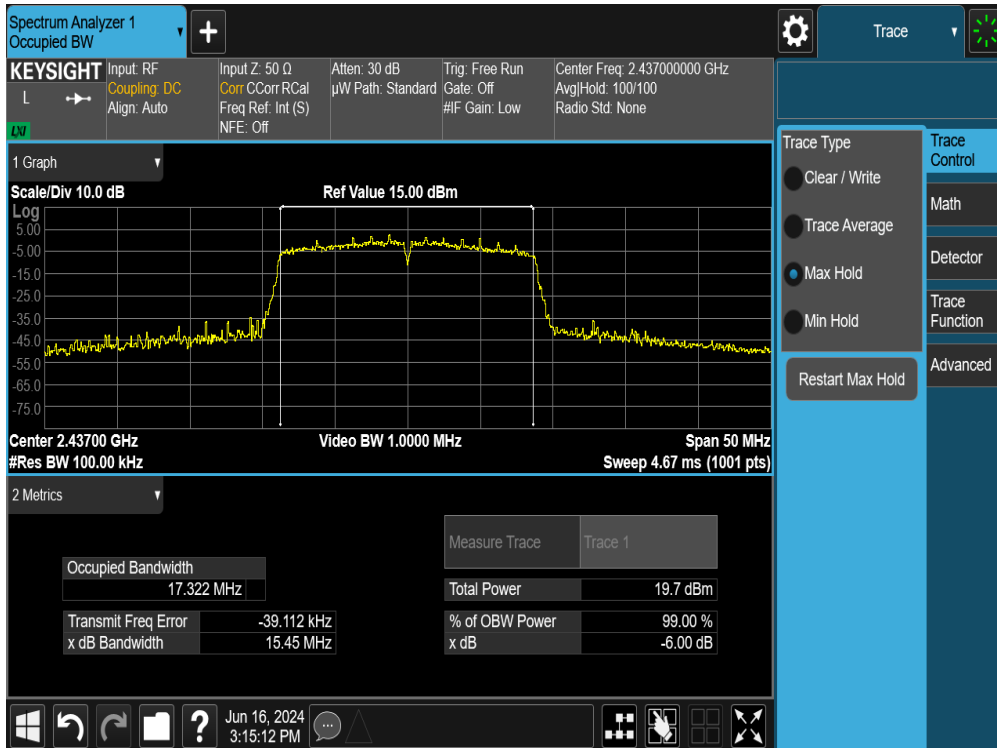 Spectrum Analyzer 1
Occupied BW
+
Trace
KEYSIGHT
L
LXI
Input: RF
Coupling: DC
Align: Auto
Input Z: 50 Ω
Corr CCorr RCal
Freq Ref: Int (S)
NFE: Off
Atten: 30 dB
µW Path: Standard
Trig: Free Run
Gate: Off
#IF Gain: Low
Center Freq: 2.437000000 GHz
Avg|Hold: 100/100
Radio Std: None
1 Graph
Scale/Div 10.0 dB
Ref Value 15.00 dBm
Log
5.00
-5.00
-15.0
-25.0
-35.0
-45.0
-55.0
-65.0
-75.0
Center 2.43700 GHz
Video BW 1.0000 MHz
Span 50 MHz
#Res BW 100.00 kHz
Sweep 4.67 ms (1001 pts)
2 Metrics
Measure Trace Trace 1
Occupied Bandwidth
17.322 MHz
Total Power 19.7 dBm
Transmit Freq Error -39.112 kHz
% of OBW Power 99.00 %
x dB Bandwidth 15.45 MHz
x dB -6.00 dB
Trace Type
Clear / Write
Trace Average
Max Hold
Min Hold
Restart Max Hold
Trace
Control
Math
Detector
Trace
Function
Advanced
?
Jun 16, 2024
3:15:12 PM